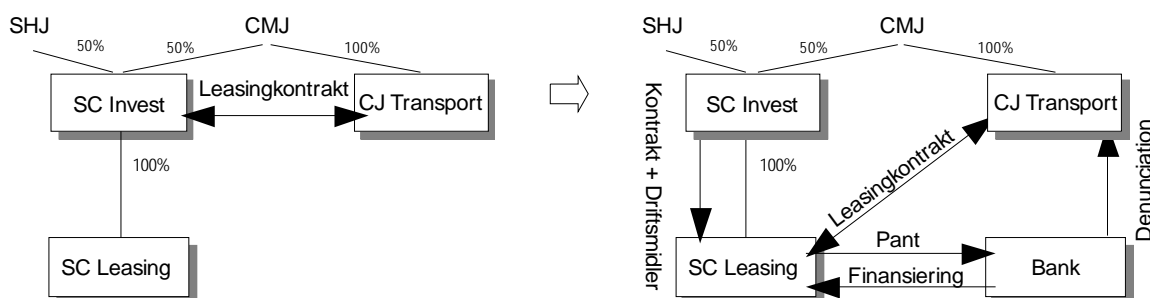 SHJ
CMJ
50%
50%
100%
SC Invest
Leasingkontrakt
CJ Transport
100%
SC Leasing
SHJ
CMJ
50%
50%
100%
Kontrakt + Driftsmidler
SC Invest
CJ Transport
100%
Leasingkontrakt
Denunciation
SC Leasing
Pant
Finansiering
Bank